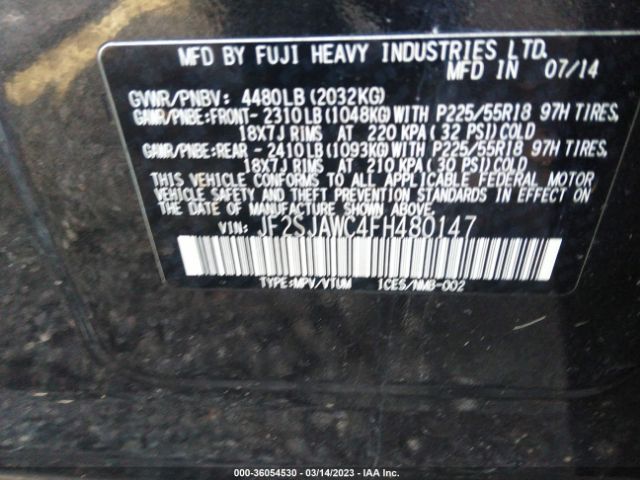 MFD BY FUJI HEAVY INDUSTRIES LTD.
MFD IN 07/14
GVWR/PNBV: 4480LB (2032KG)
GAWR/PNBE:FRONT- 2310LB (1048KG) WITH P225/55R18 97H TIRES,
18X7J RIMS AT 220 KPA ( 32 PSI) COLD
GAWR/PNBE:REAR - 2410LB (1093KG) WITH P225/55R18 97H TIRES,
18X7J RIMS AT 210 KPA ( 30 PSI) COLD
THIS VEHICLE CONFORMS TO ALL APPLICABLE FEDERAL MOTOR
VEHICLE SAFETY AND THEFT PREVENTION STANDARDS IN EFFECT ON
THE DATE OF MANUFACTURE SHOWN ABOVE.
VIN: JF2SJAWC4FH480147
TYPE:MPV/VTUM ICES/NMB-002
000-36054530 - 03/14/2023 - IAA Inc.